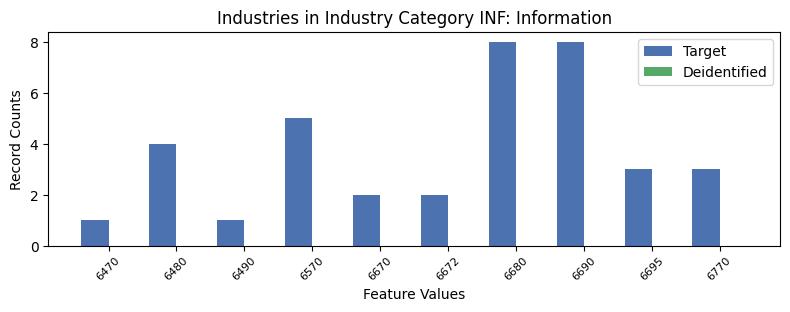 Industries in Industry Category INF: Information
Target
Deidentified
Record Counts
8
6
4
2
0
6470 6480 6490 6570 6670 6672 6680 6690 6695 6770
Feature Values